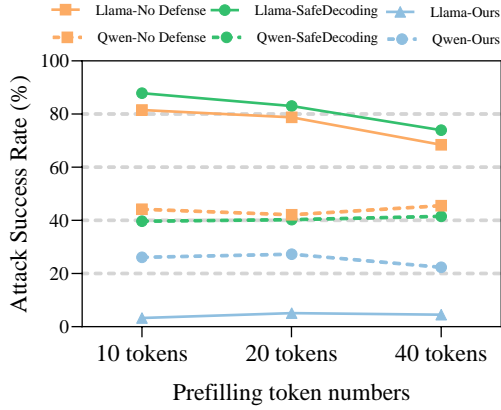 Llama-No Defense Llama-SafeDecoding Llama-Ours
Qwen-No Defense Qwen-SafeDecoding Qwen-Ours
Attack Success Rate (%)
100
80
60
40
20
0
10 tokens 20 tokens 40 tokens
Prefilling token numbers